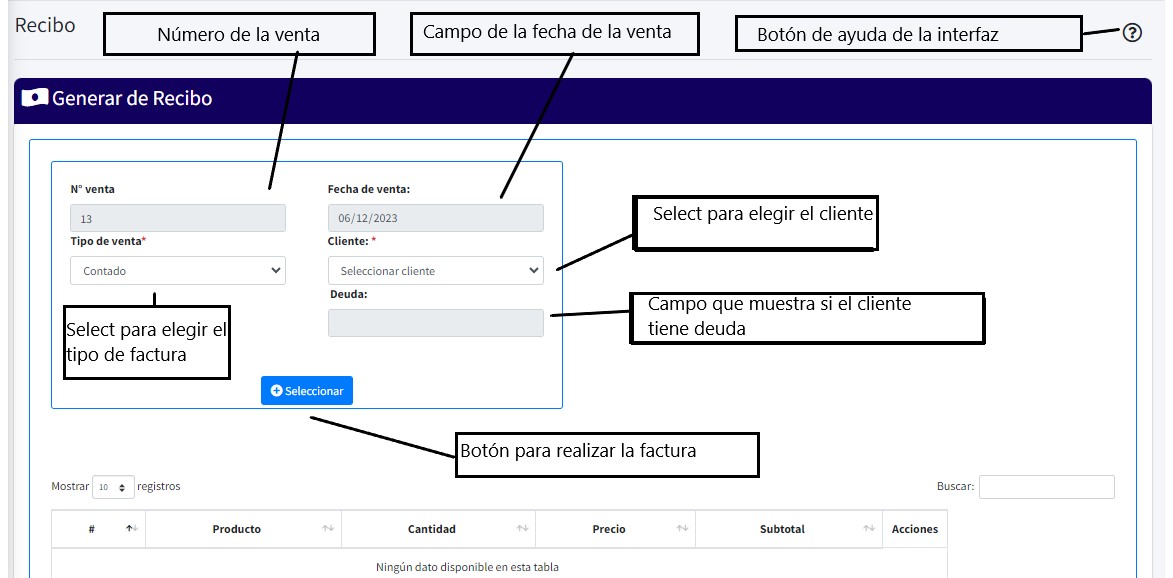 Recibo
Número de la venta
Campo de la fecha de la venta
Botón de ayuda de la interfaz
?
Generar de Recibo
N° venta
Fecha de venta:
13
06/12/2023
Select para elegir el cliente
Tipo de venta*
Cliente: *
Contado
Seleccionar cliente
Deuda:
Campo que muestra si el cliente
tiene deuda
Select para elegir el
tipo de factura
Seleccionar
Botón para realizar la factura
Mostrar 10 registros
Buscar:
# Producto Cantidad Precio Subtotal Acciones
Ningún dato disponible en esta tabla